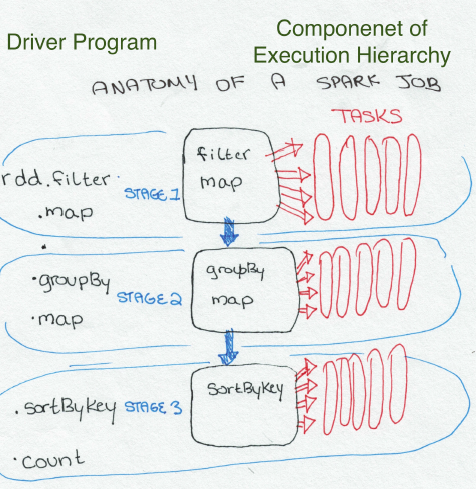 Driver Program
Componenet of
Execution Hierarchy
ANATOMY OF A SPARK JOB
TASKS
rdd.filter
.map
STAGE 1
filter
map
.groupBy
.map
STAGE 2
groupBy
map
.sortByKey
STAGE 3
sortByKey
.count